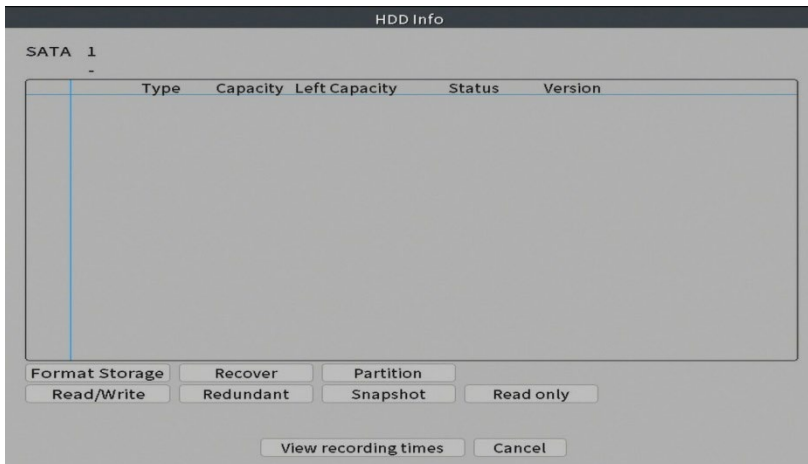 HDD Info
SATA 1
-
Type Capacity Left Capacity Status Version
Format Storage Recover Partition
Read/Write Redundant Snapshot Read only
View recording times Cancel